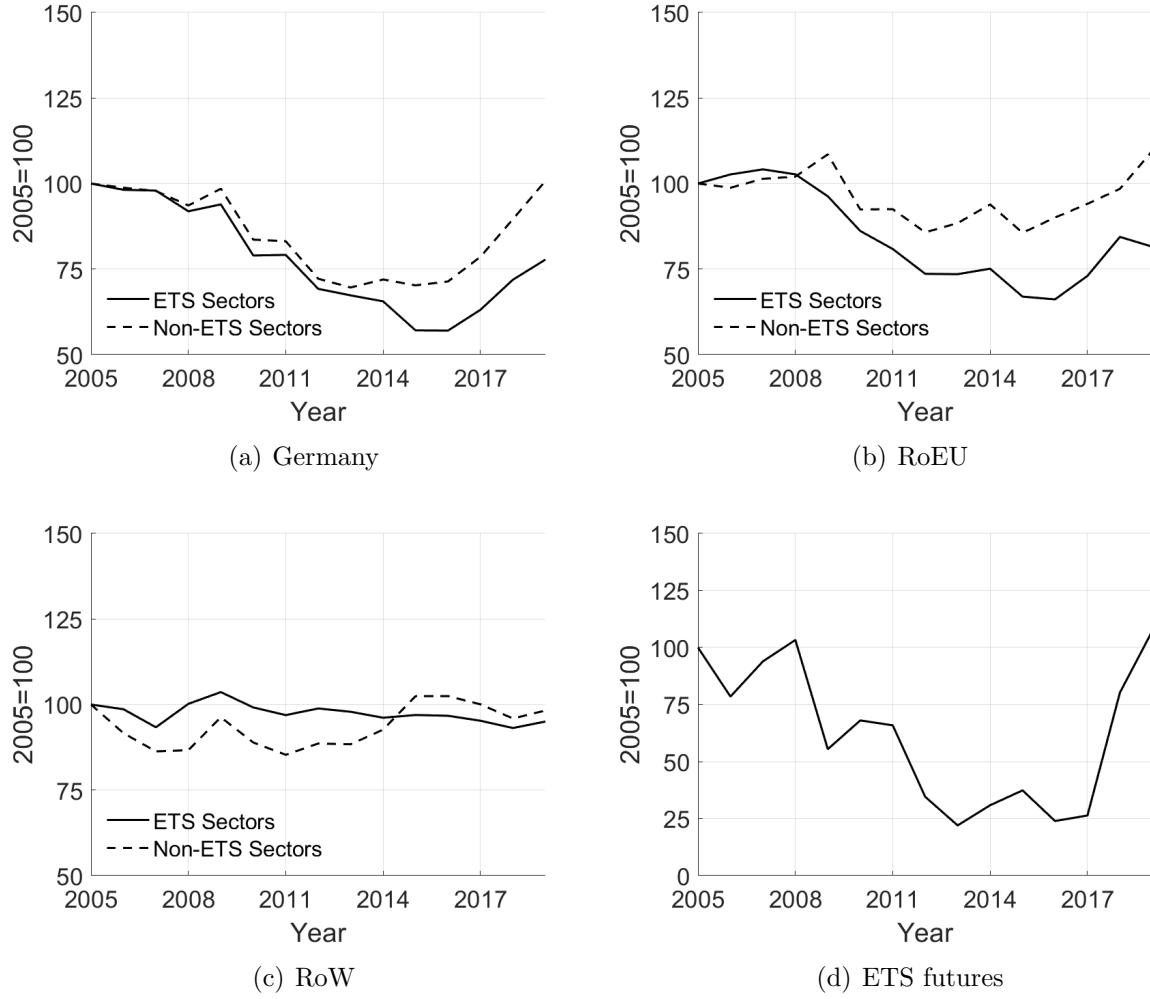 150
125
100
75
50
2005=100
ETS Sectors
Non-ETS Sectors
2005 2008 2011 2014 2017
Year
(a) Germany
150
125
100
75
50
2005=100
ETS Sectors
Non-ETS Sectors
2005 2008 2011 2014 2017
Year
(b) RoEU
150
125
100
75
50
2005=100
ETS Sectors
Non-ETS Sectors
2005 2008 2011 2014 2017
Year
(c) RoW
150
125
100
75
50
25
0
2005=100
2005 2008 2011 2014 2017
Year
(d) ETS futures